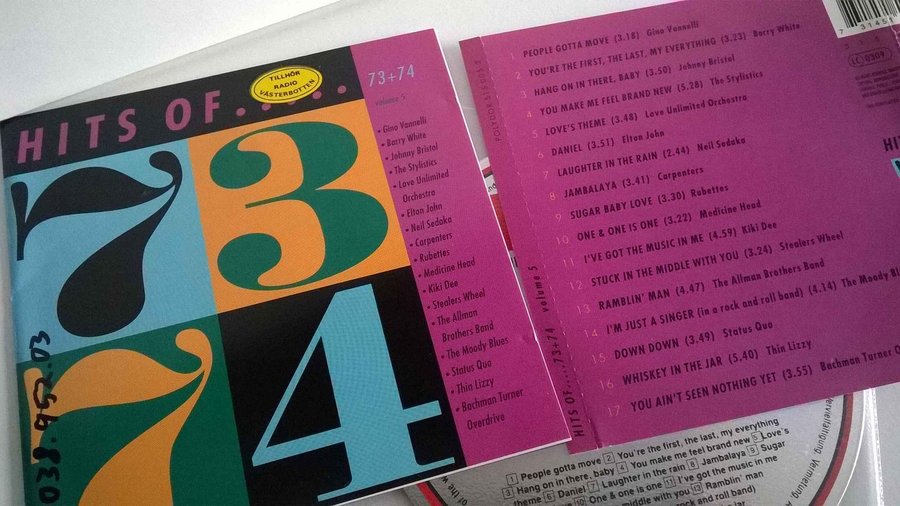 HITS OF.....
TILLHÖR
RADIO
VÄSTERBOTTEN
73+74
volume 5
• Gino Vannelli
• Barry White
• Johnny Bristol
• The Stylistics
• Love Unlimited
Orchestra
• Elton John
• Neil Sedaka
• Carpenters
• Rubettes
• Medicine Head
• Kiki Dee
• Stealers Wheel
• The Allman
Brothers Band
• The Moody Blues
• Status Quo
• Thin Lizzy
• Bachman Turner
Overdrive
73
74
038.952.03
HITS OF.....73+74 volume 5
1 PEOPLE GOTTA MOVE (3.18) Gino Vannelli
2 YOU'RE THE FIRST, THE LAST, MY EVERYTHING (3.23) Barry White
3 HANG ON IN THERE, BABY (3.50) Johnny Bristol
4 YOU MAKE ME FEEL BRAND NEW (5.28) The Stylistics
5 LOVE'S THEME (3.48) Love Unlimited Orchestra
6 DANIEL (3.51) Elton John
7 LAUGHTER IN THE RAIN (2.44) Neil Sedaka
8 JAMBALAYA (3.41) Carpenters
9 SUGAR BABY LOVE (3.30) Rubettes
10 ONE & ONE IS ONE (3.22) Medicine Head
11 I'VE GOT THE MUSIC IN ME (4.59) Kiki Dee
12 STUCK IN THE MIDDLE WITH YOU (3.24) Stealers Wheel
13 RAMBLIN' MAN (4.47) The Allman Brothers Band
14 I'M JUST A SINGER (in a rock and roll band) (4.14) The Moody Blues
15 DOWN DOWN (3.49) Status Quo
16 WHISKEY IN THE JAR (5.40) Thin Lizzy
17 YOU AIN'T SEEN NOTHING YET (3.55) Bachman Turner
7 31451
LC 0309
1 People gotta move 2 You're the first, the last, my everything
3 Hang on in there, baby 4 You make me feel brand new 5 Love's
theme 6 Daniel 7 Laughter in the rain 8 Jambalaya 9 Sugar
10 One & one is one 11 I've got the music in me
middle with you 13 Ramblin' man
rock and roll band)
of the
Vervielfältigung, Vermietung,